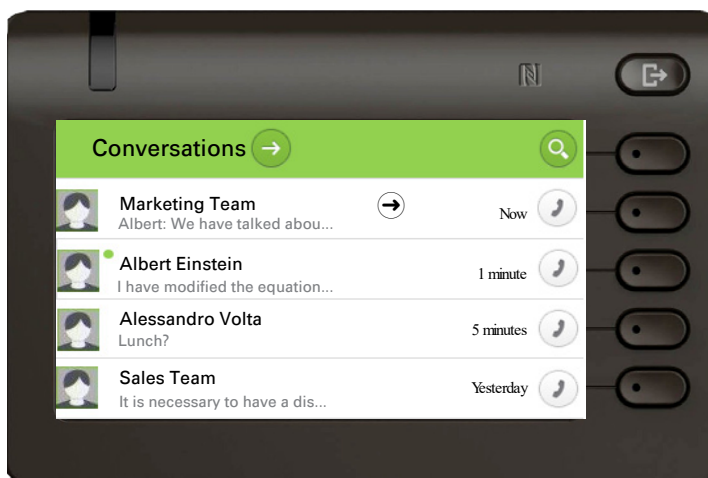 Conversations
Marketing Team
Now
Albert: We have talked abou...
Albert Einstein
1 minute
I have modified the equation...
Alessandro Volta
5 minutes
Lunch?
Sales Team
Yesterday
It is necessary to have a dis...